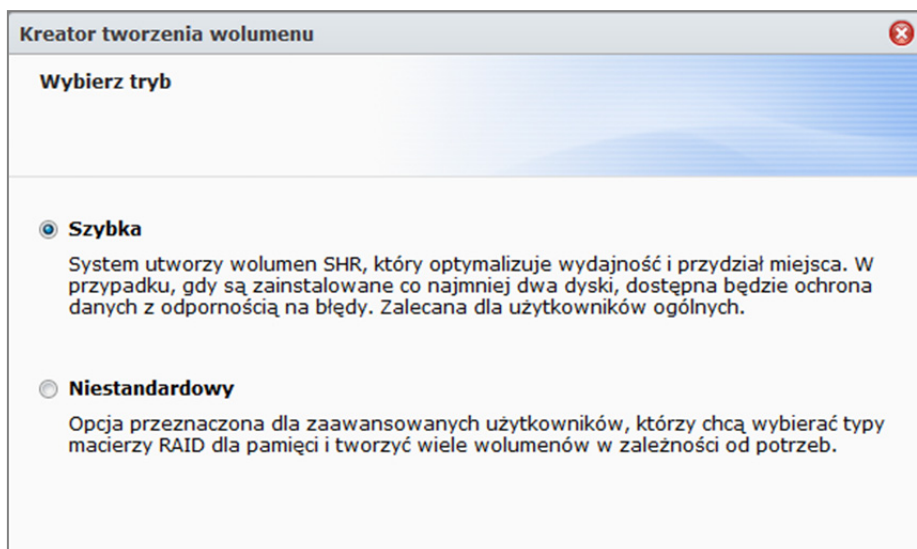 Kreator tworzenia wolumenu
Wybierz tryb
Szybka
System utworzy wolumen SHR, który optymalizuje wydajność i przydział miejsca. W
przypadku, gdy są zainstalowane co najmniej dwa dyski, dostępna będzie ochrona
danych z odpornością na błędy. Zalecana dla użytkowników ogólnych.
Niestandardowy
Opcja przeznaczona dla zaawansowanych użytkowników, którzy chcą wybierać typy
macierzy RAID dla pamięci i tworzyć wiele wolumenów w zależności od potrzeb.